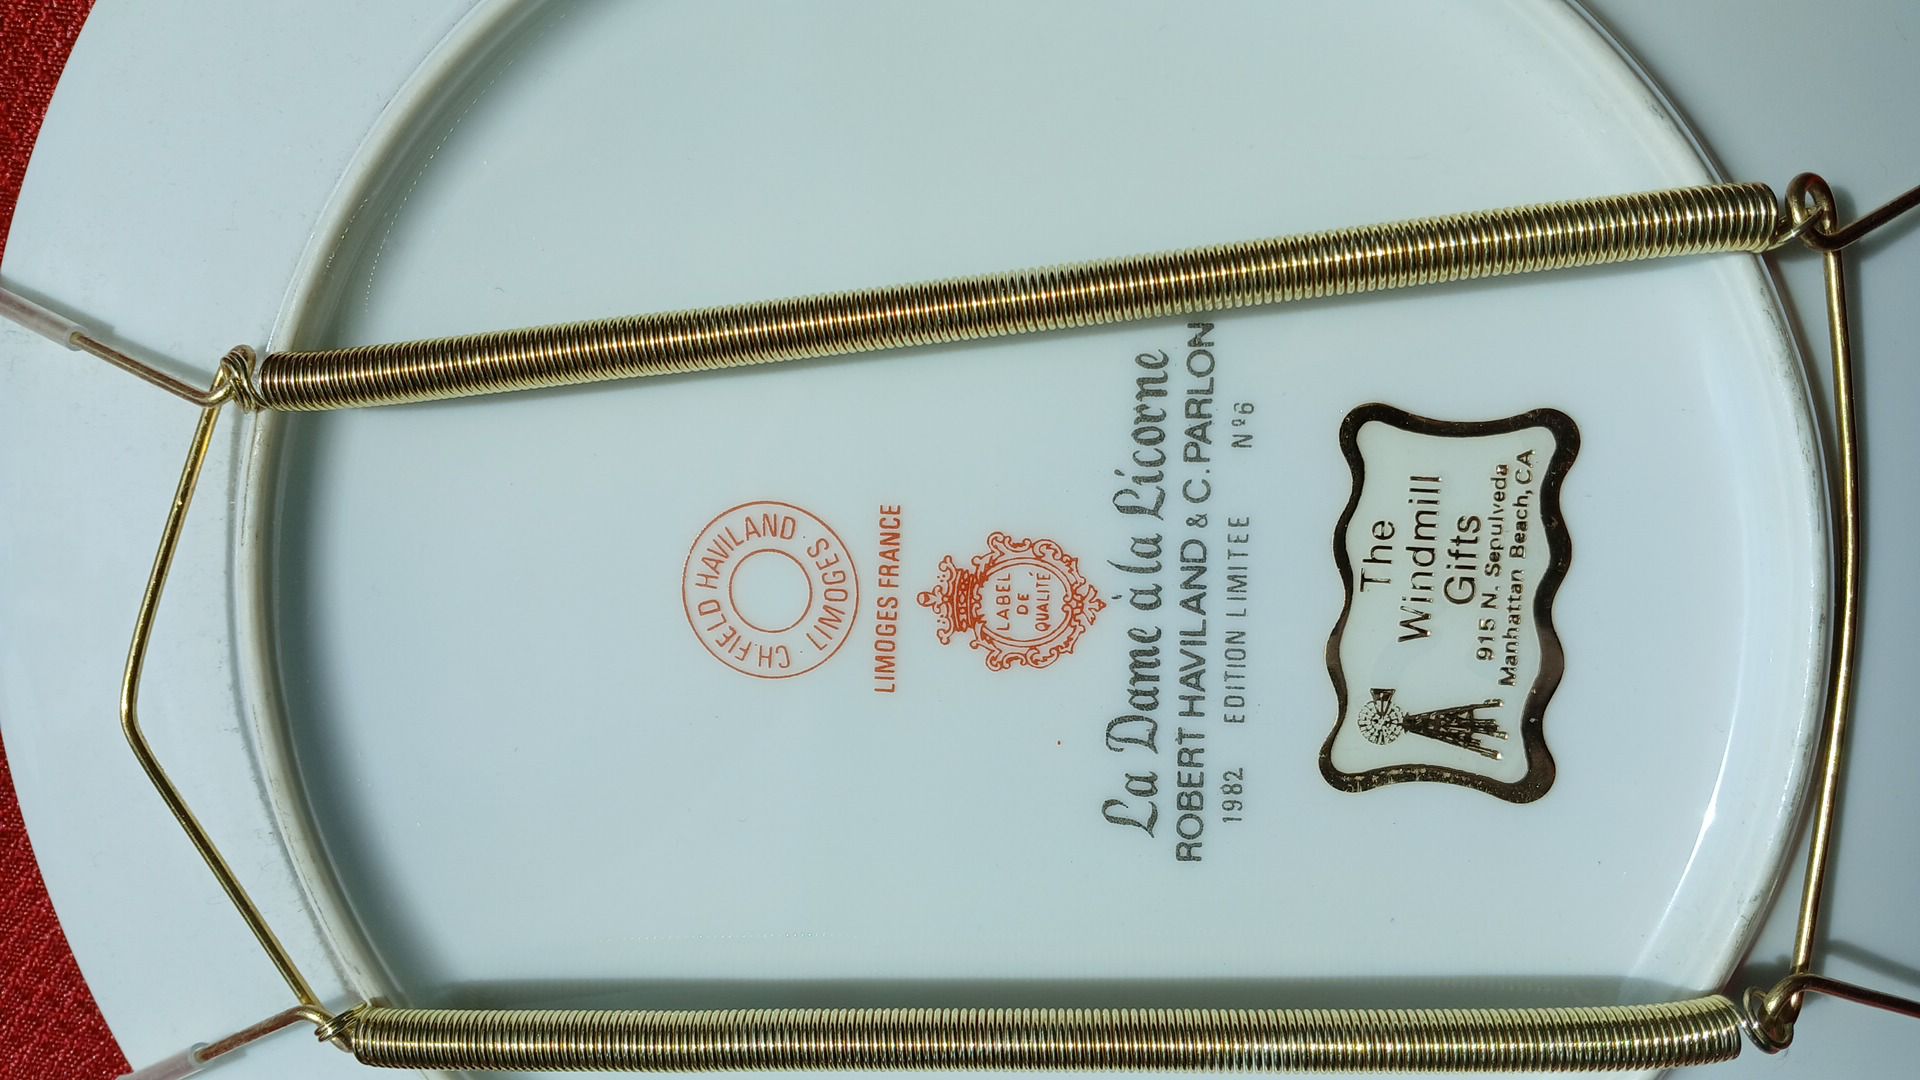 CH. FIELD HAVILAND LIMOGES
LIMOGES FRANCE
LABEL
DE
QUALITÉ
La Dame à la Licorne
ROBERT HAVILAND & C. PARLON
1982 EDITION LIMITEE Nº6
The
Windmill
Gifts
915 N. Sepulveda
Manhattan Beach, CA